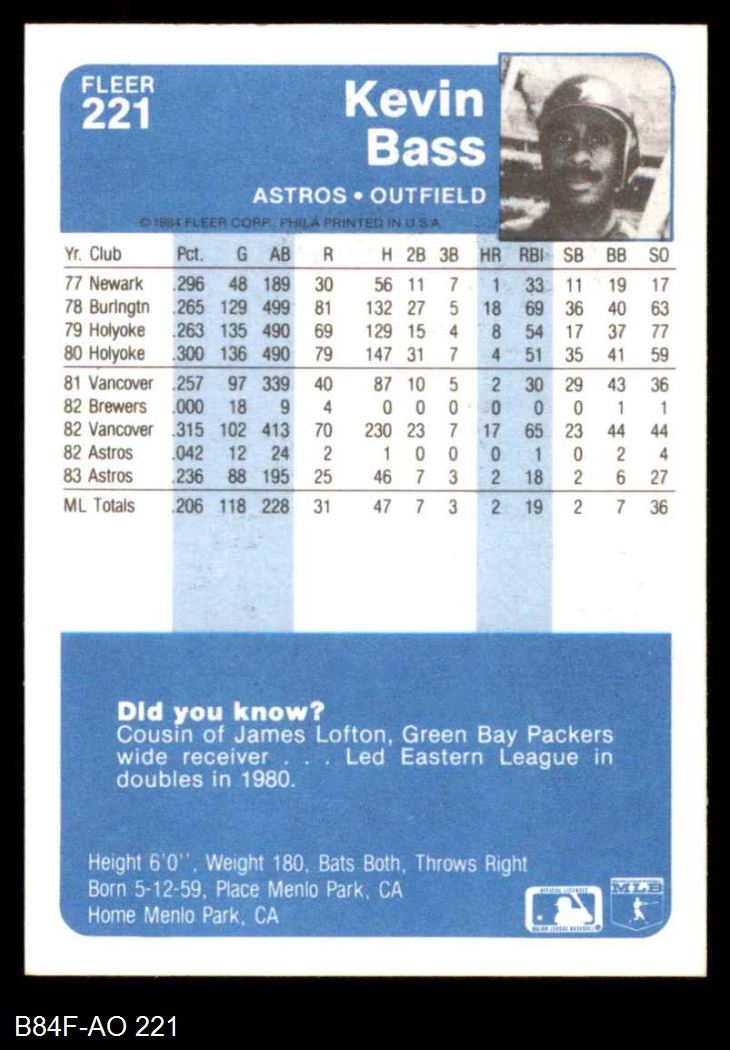 FLEER
221
Kevin
Bass
ASTROS • OUTFIELD
© 1984 FLEER CORP., PHILA PRINTED IN U.S.A.
Yr. Club Pct. G AB R H 2B 3B HR RBI SB BB SO
77 Newark .296 48 189 30 56 11 7 1 33 11 19 17
78 Burlngtn .265 129 499 81 132 27 5 18 69 36 40 63
79 Holyoke .263 135 490 69 129 15 4 8 54 17 37 77
80 Holyoke .300 136 490 79 147 31 7 4 51 35 41 59
81 Vancover .257 97 339 40 87 10 5 2 30 29 43 36
82 Brewers .000 18 9 4 0 0 0 0 0 0 1 1
82 Vancover .315 102 413 70 230 23 7 17 65 23 44 44
82 Astros .042 12 24 2 1 0 0 0 1 0 2 4
83 Astros .236 88 195 25 46 7 3 2 18 2 6 27
ML Totals .206 118 228 31 47 7 3 2 19 2 7 36
Did you know?
Cousin of James Lofton, Green Bay Packers
wide receiver . . . Led Eastern League in
doubles in 1980.
Height 6'0'', Weight 180, Bats Both, Throws Right
Born 5-12-59, Place Menlo Park, CA
Home Menlo Park, CA
OFFICIAL LICENSEE
MAJOR LEAGUE BASEBALL
MLB
B84F-AO 221